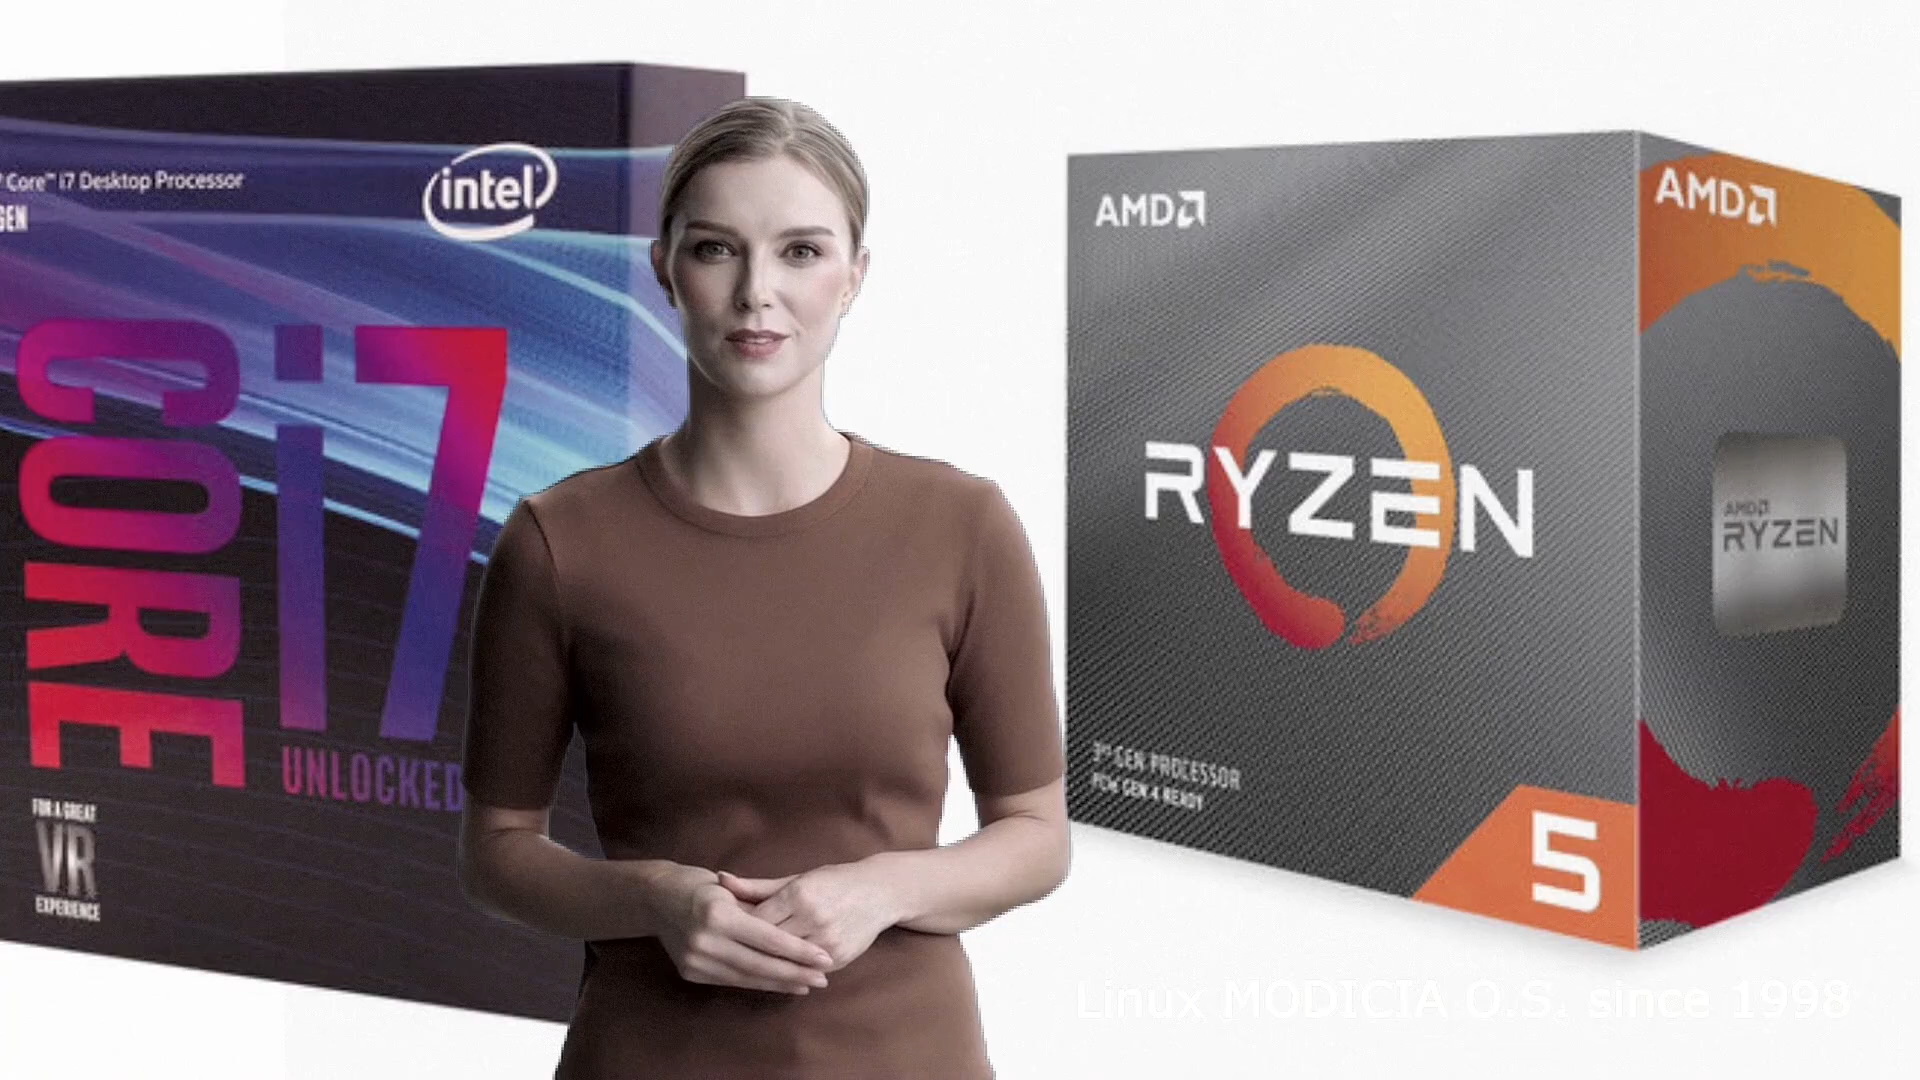 Core™ i7 Desktop Processor
GEN
intel
CORE
i7
UNLOCKED
FOR A GREAT
VR
EXPERIENCE
AMD
RYZEN
3rd GEN PROCESSOR
PCIe GEN 4 READY
5
AMD
AMD
RYZEN
Linux MODICIA O.S. since 1998